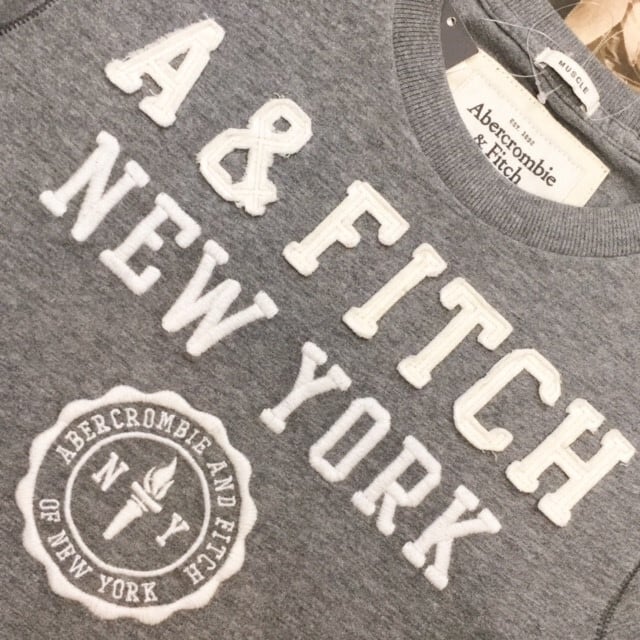 A & FITCH
NEW YORK
ABERCROMBIE AND FITCH
OF NEW YORK
N Y
MUSCLE
EST. 1892
Abercrombie
& Fitch